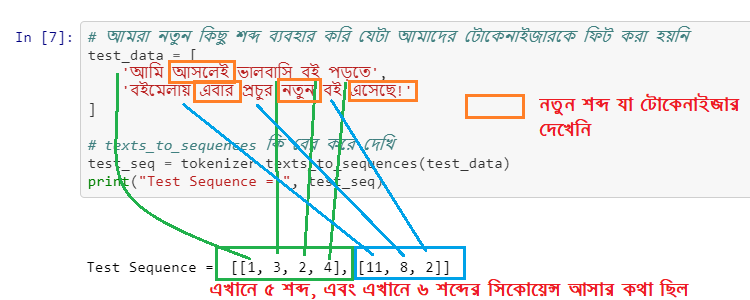 In [7]: # আমরা নতুন কিছু শব্দ ব্যবহার করি যেটা আমাদের টোকেনাইজারকে ফিট করা হয়নি
test_data = [
'আমি আসলেই ভালবাসি বই পড়তে',
'বইমেলায় এবার প্রচুর নতুন বই এসেছে!'
]
নতুন শব্দ যা টোকেনাইজার
দেখেনি
# texts_to_sequences কি বের করে দেখি
test_seq = tokenizer.texts_to_sequences(test_data)
print("Test Sequence = ", test_seq)
Test Sequence = [[1, 3, 2, 4], [11, 8, 2]]
এখানে ৫ শব্দ, এবং এখানে ৬ শব্দের সিকোয়েন্স আসার কথা ছিল